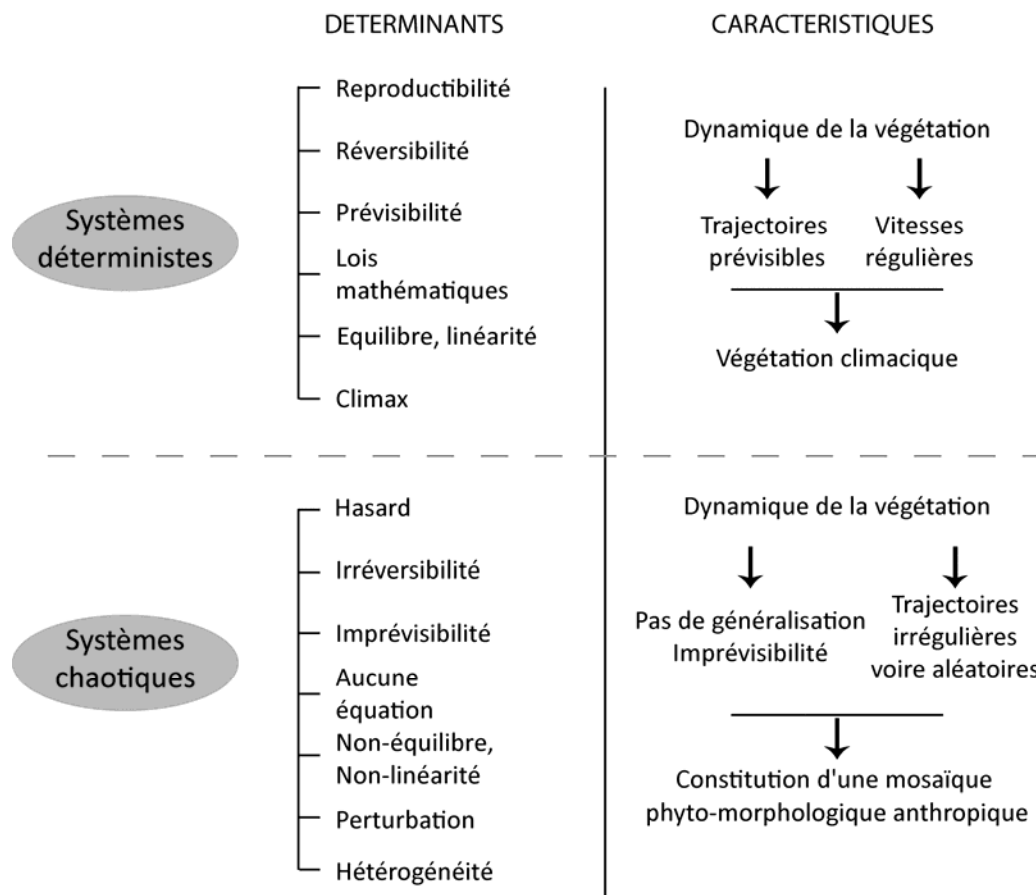 DETERMINANTS
CARACTERISTIQUES
Systèmes
déterministes
Reproductibilité
Réversibilité
Prévisibilité
Lois
mathématiques
Equilibre, linéarité
Climax
Dynamique de la végétation
Trajectoires
prévisibles
Vitesses
régulières
Végétation climacique
Systèmes
chaotiques
Hasard
Irréversibilité
Imprévisibilité
Aucune
équation
Non-équilibre,
Non-linéarité
Perturbation
Hétérogénéité
Dynamique de la végétation
Pas de généralisation
Imprévisibilité
Trajectoires
irrégulières
voire aléatoires
Constitution d'une mosaïque
phyto-morphologique anthropique